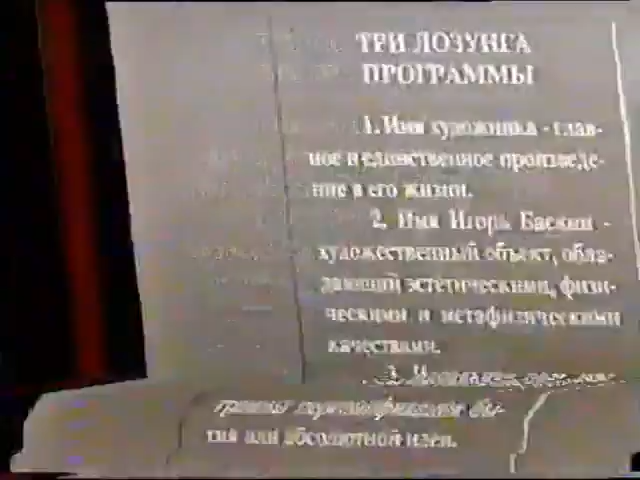 ТРИ ЛОЗУНГА
ПРОГРАММЫ
1. Имя художника - глав-
ное и единственное произведе-
ние в его жизни.
2. Имя Игорь Баскин -
художественный объект, обла-
дающий эстетическими, физи-
ческими и метафизическими
качествами.
3.
тия или абсолютной идеи.